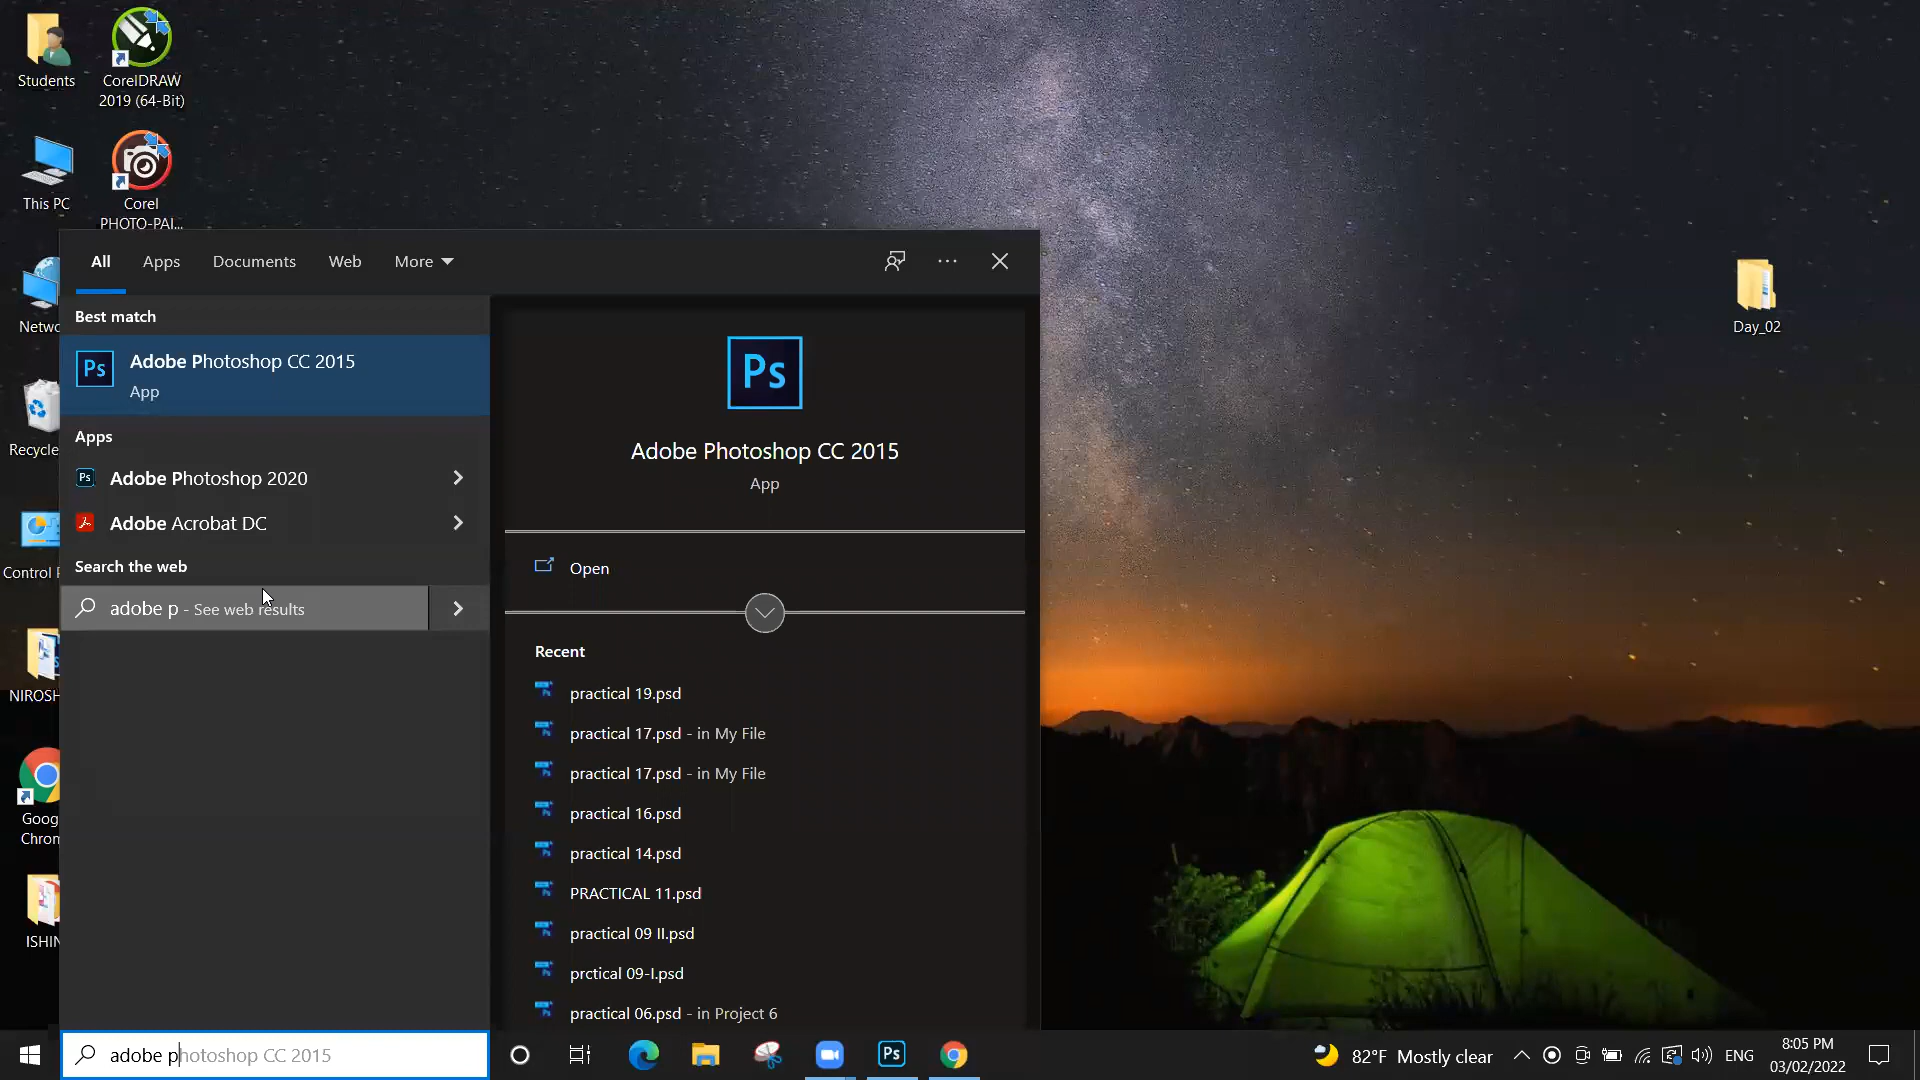 Students
CorelDRAW
2019 (64-Bit)
This PC
Corel
PHOTO-PAI...
Netwo
Recycle
Control P
NIROSH
Goog
Chron
ISHIN
Day_02
All
Apps
Documents
Web
More
Best match
Ps
Adobe Photoshop CC 2015
App
Apps
Ps
Adobe Photoshop 2020
Adobe Acrobat DC
Search the web
adobe p - See web results
Ps
Adobe Photoshop CC 2015
App
Open
Recent
practical 19.psd
practical 17.psd - in My File
practical 17.psd - in My File
practical 16.psd
practical 14.psd
PRACTICAL 11.psd
practical 09 II.psd
prctical 09-I.psd
practical 06.psd - in Project 6
adobe photoshop CC 2015
Ps
82°F Mostly clear
ENG
8:05 PM
03/02/2022